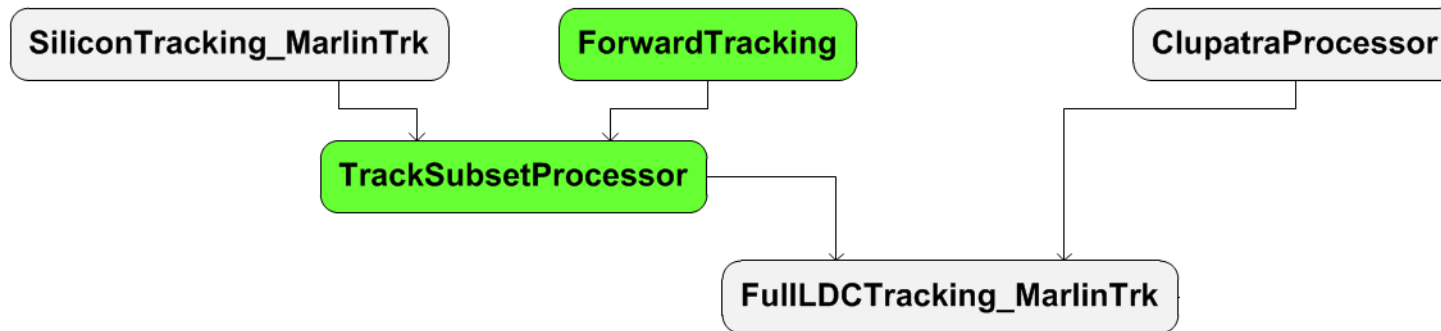 SiliconTracking_MarlinTrk
ForwardTracking
ClupatraProcessor
TrackSubsetProcessor
FullLDCTracking_MarlinTrk